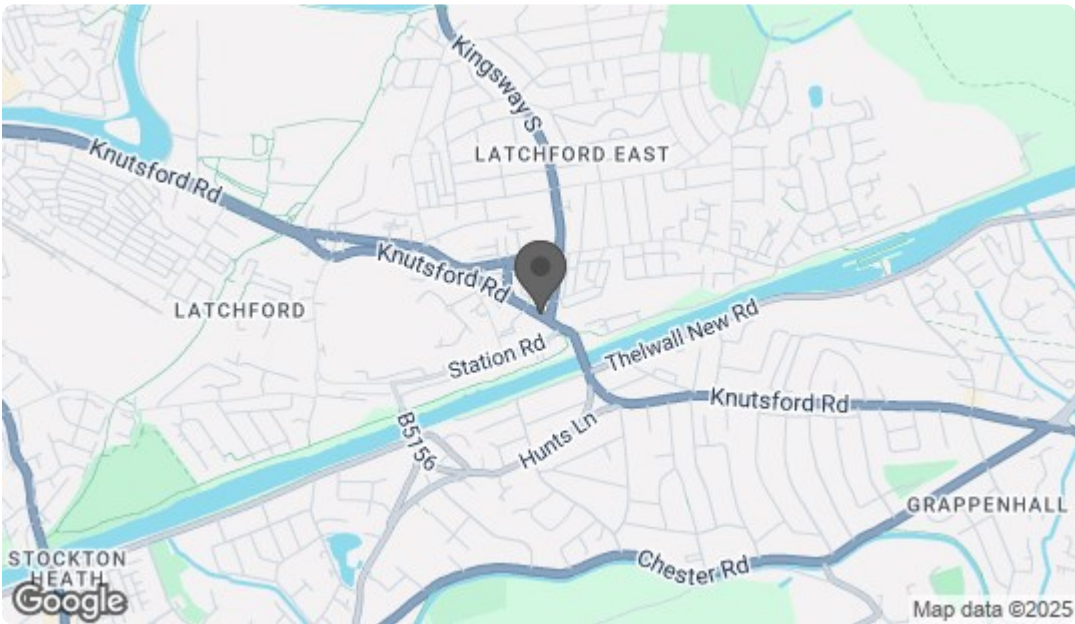 Kingsway S
LATCHFORD EAST
Knutsford Rd
Knutsford Rd
LATCHFORD
Station Rd
Thelwall New Rd
Knutsford Rd
B5156
Hunts Ln
GRAPPENHALL
STOCKTON
HEATH
Chester Rd
Google
Map data ©2025